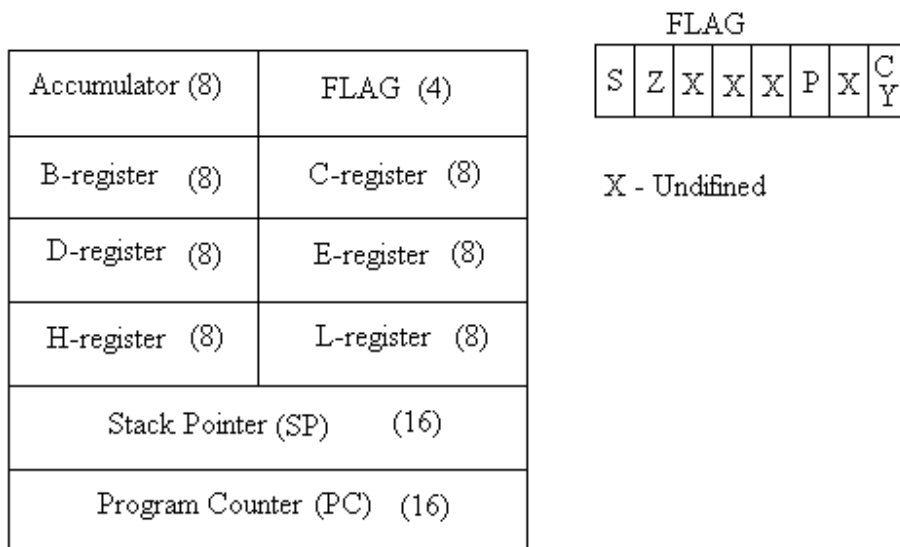 FLAG
S Z X X X P X CY
X - Undifined
Accumulator (8) FLAG (4)
B-register (8) C-register (8)
D-register (8) E-register (8)
H-register (8) L-register (8)
Stack Pointer (SP) (16)
Program Counter (PC) (16)